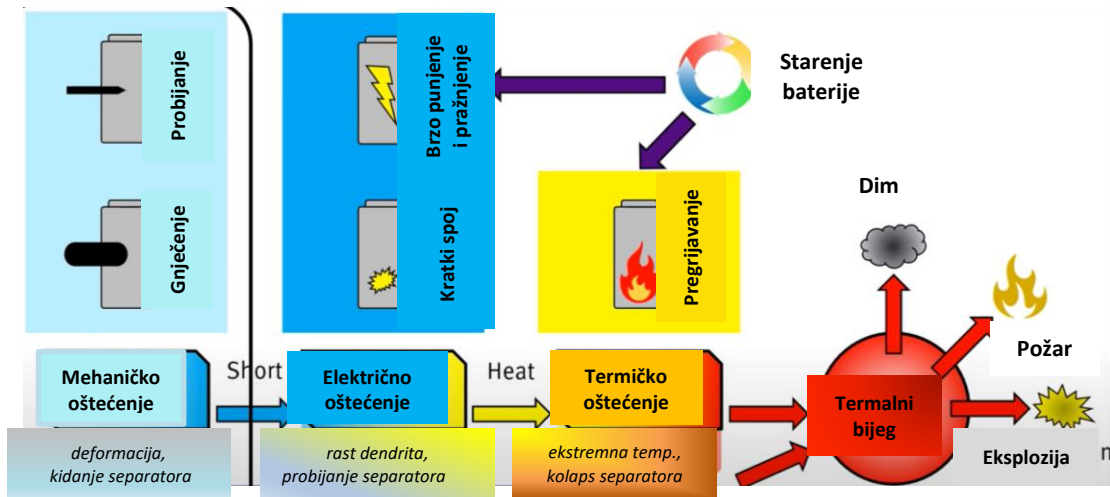 Probijanje
Gnječenje
Brzo punjenje
i pražnjenje
Kratki spoj
Starenje
baterije
Pregrijavanje
Dim
Požar
Mehaničko
oštećenje
Short
Električno
oštećenje
Heat
Termičko
oštećenje
Termalni
bijeg
Eksplozija
deformacija,
kidanje separatora
rast dendrita,
probijanje separatora
ekstremna temp.,
kolaps separatora